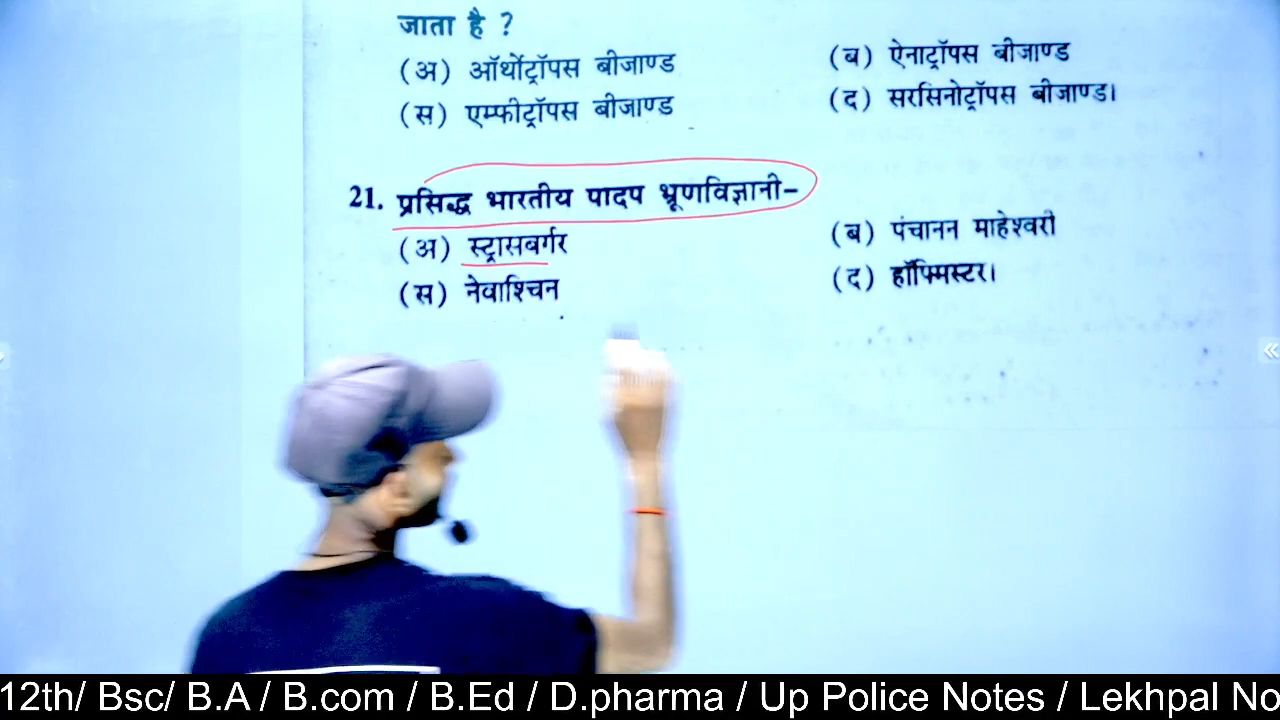 जाता है ?
(अ) ऑर्थोट्रॉपस बीजाण्ड (ब) ऐनाट्रॉपस बीजाण्ड
(स) एम्फीट्रॉपस बीजाण्ड (द) सरसिनोट्रॉपस बीजाण्ड।
21. प्रसिद्ध भारतीय पादप भ्रूणविज्ञानी–
(अ) स्ट्रासबर्गर (ब) पंचानन माहेश्वरी
(स) नेवाश्चिन (द) हॉफ्मिस्टर।
12th/ Bsc/ B.A / B.com / B.Ed / D.pharma / Up Police Notes / Lekhpal No